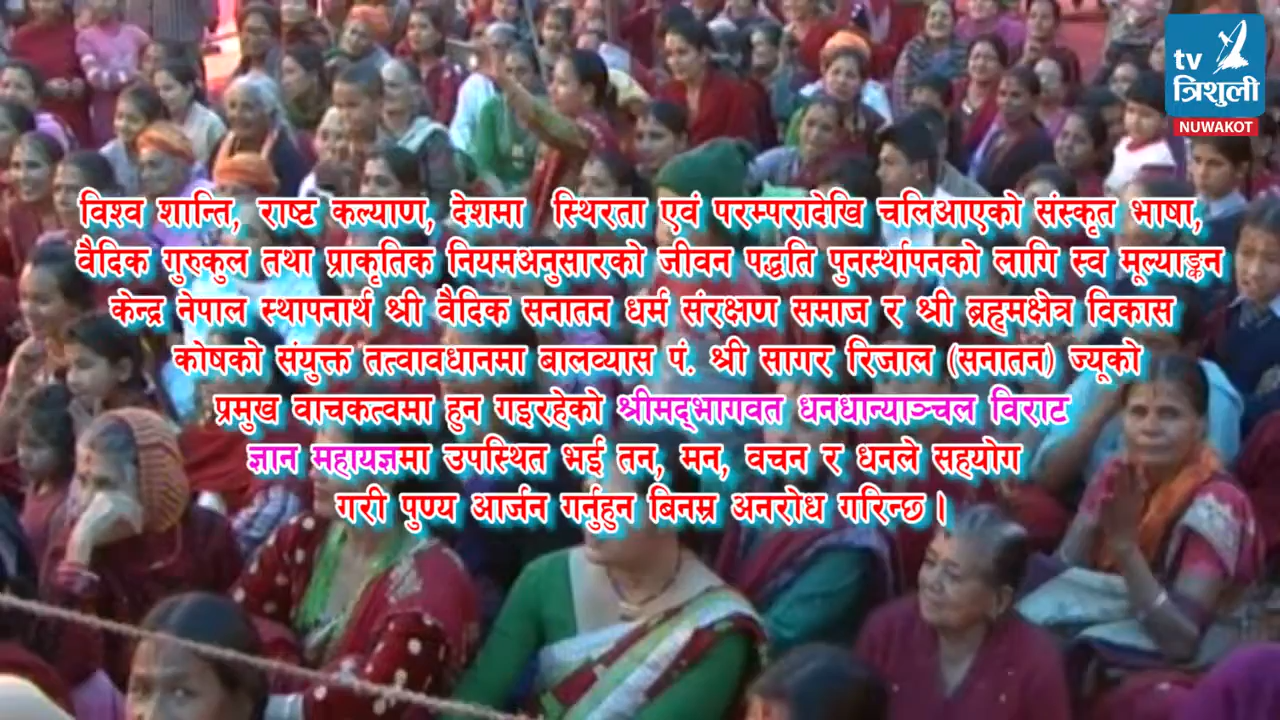 tv
त्रिशुली
NUWAKOT
विश्व शान्ति, राष्ट कल्याण, देशमा स्थिरता एवं परम्परादेखि चलिआएको संस्कृत भाषा,
वैदिक गुरुकुल तथा प्राकृतिक नियमअनुसारको जीवन पद्धति पुनर्स्थापनको लागि स्व मूल्याङ्कन
केन्द्र नेपाल स्थापनार्थ श्री वैदिक सनातन धर्म संरक्षण समाज र श्री ब्रहमक्षेत्र विकास
कोषको संयुक्त तत्वावधानमा बालव्यास पं. श्री सागर रिजाल (सनातन) ज्यूको
प्रमुख वाचकत्वमा हुन गइरहेको श्रीमद्भागवत धनधान्याञ्चल विराट
ज्ञान महायज्ञमा उपस्थित भई तन, मन, वचन र धनले सहयोग
गरी पुण्य आर्जन गर्नुहुन बिनम्र अनरोध गरिन्छ।